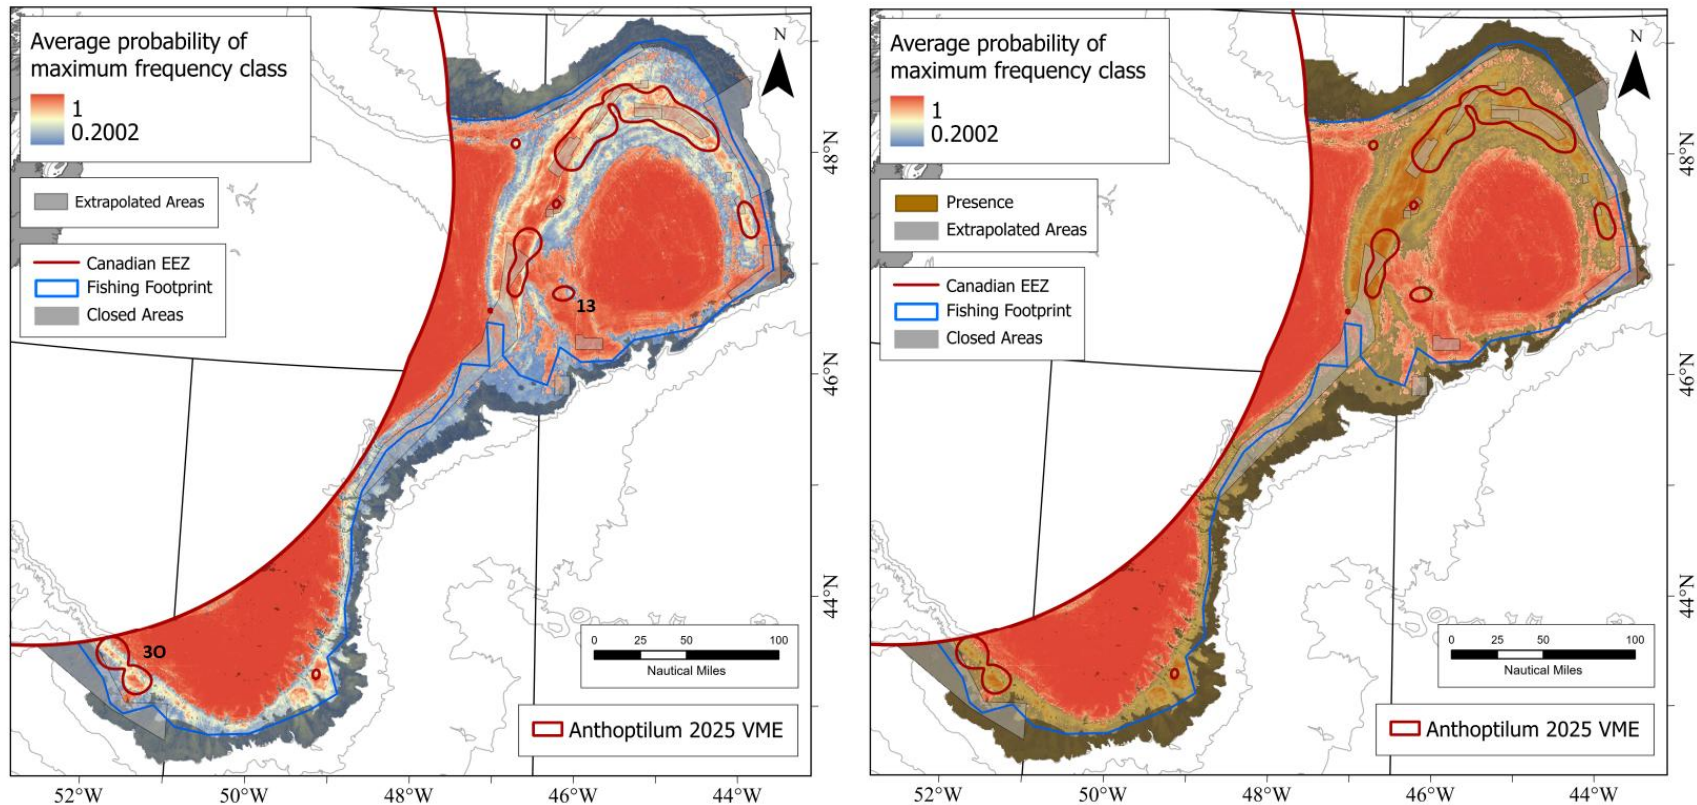 Average probability of
maximum frequency class
1
0.2002
Extrapolated Areas
Canadian EEZ
Fishing Footprint
Closed Areas
N
13
3O
48°N
46°N
44°N
0 25 50 100
Nautical Miles
Anthoptilum 2025 VME
52°W 50°W 48°W 46°W 44°W
Average probability of
maximum frequency class
1
0.2002
Presence
Extrapolated Areas
Canadian EEZ
Fishing Footprint
Closed Areas
N
48°N
46°N
44°N
0 25 50 100
Nautical Miles
Anthoptilum 2025 VME
52°W 50°W 48°W 46°W 44°W